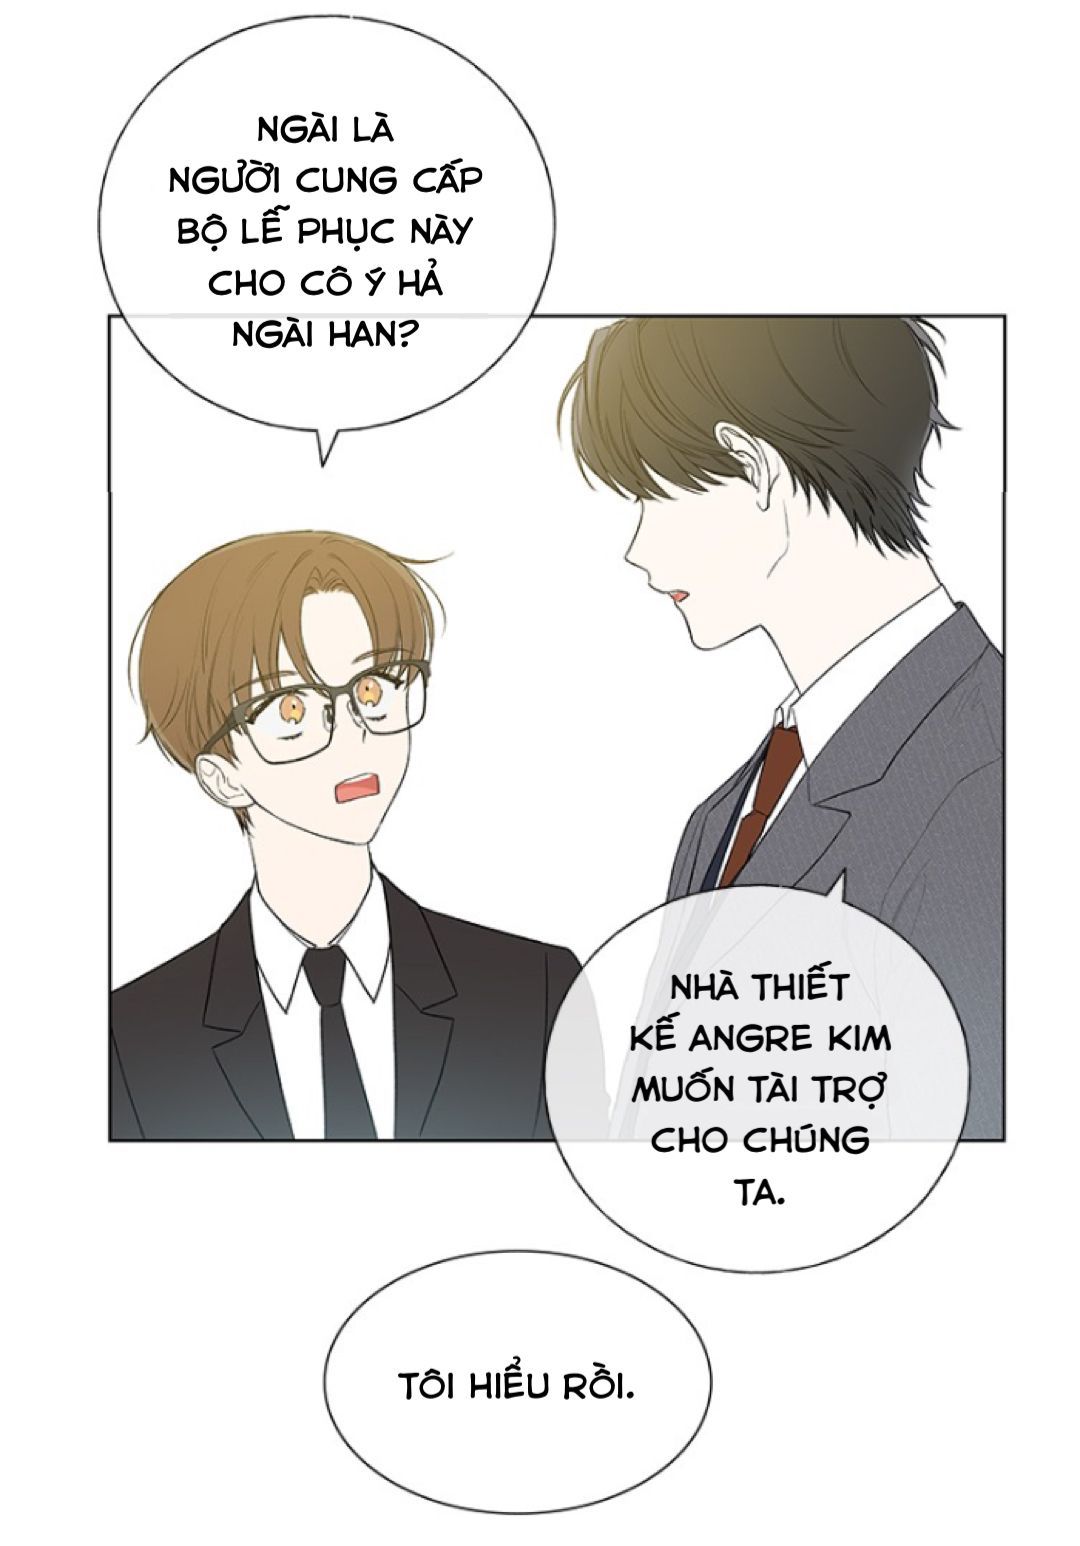 NGÀI LÀ
NGƯỜI CUNG CẤP
BỘ LỄ PHỤC NÀY
CHO CÔ Ý HẢ
NGÀI HAN?
NHÀ THIẾT
KẾ ANGRE KIM
MUỐN TÀI TRỢ
CHO CHÚNG
TA.
TÔI HIỂU RỒI.